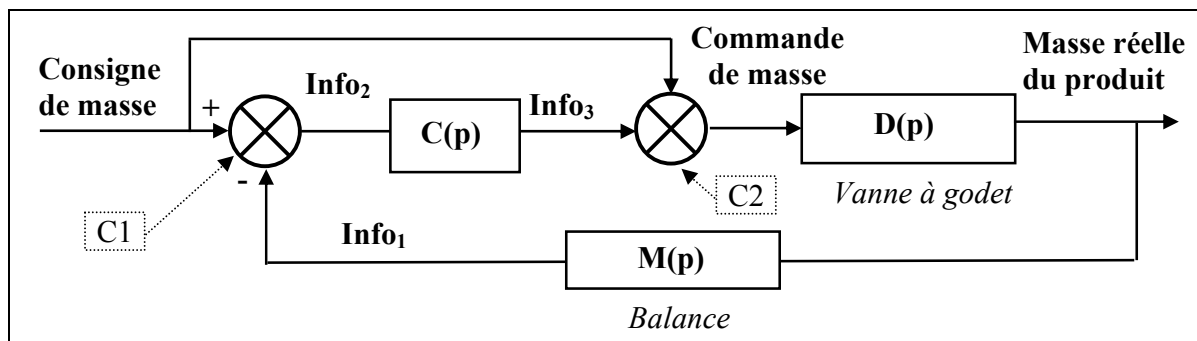 Consigne
de masse
+
-
C1
Info₂
C(p)
Info₃
Commande
de masse
C2
D(p)
Vanne à godet
Masse réelle
du produit
Info₁
M(p)
Balance